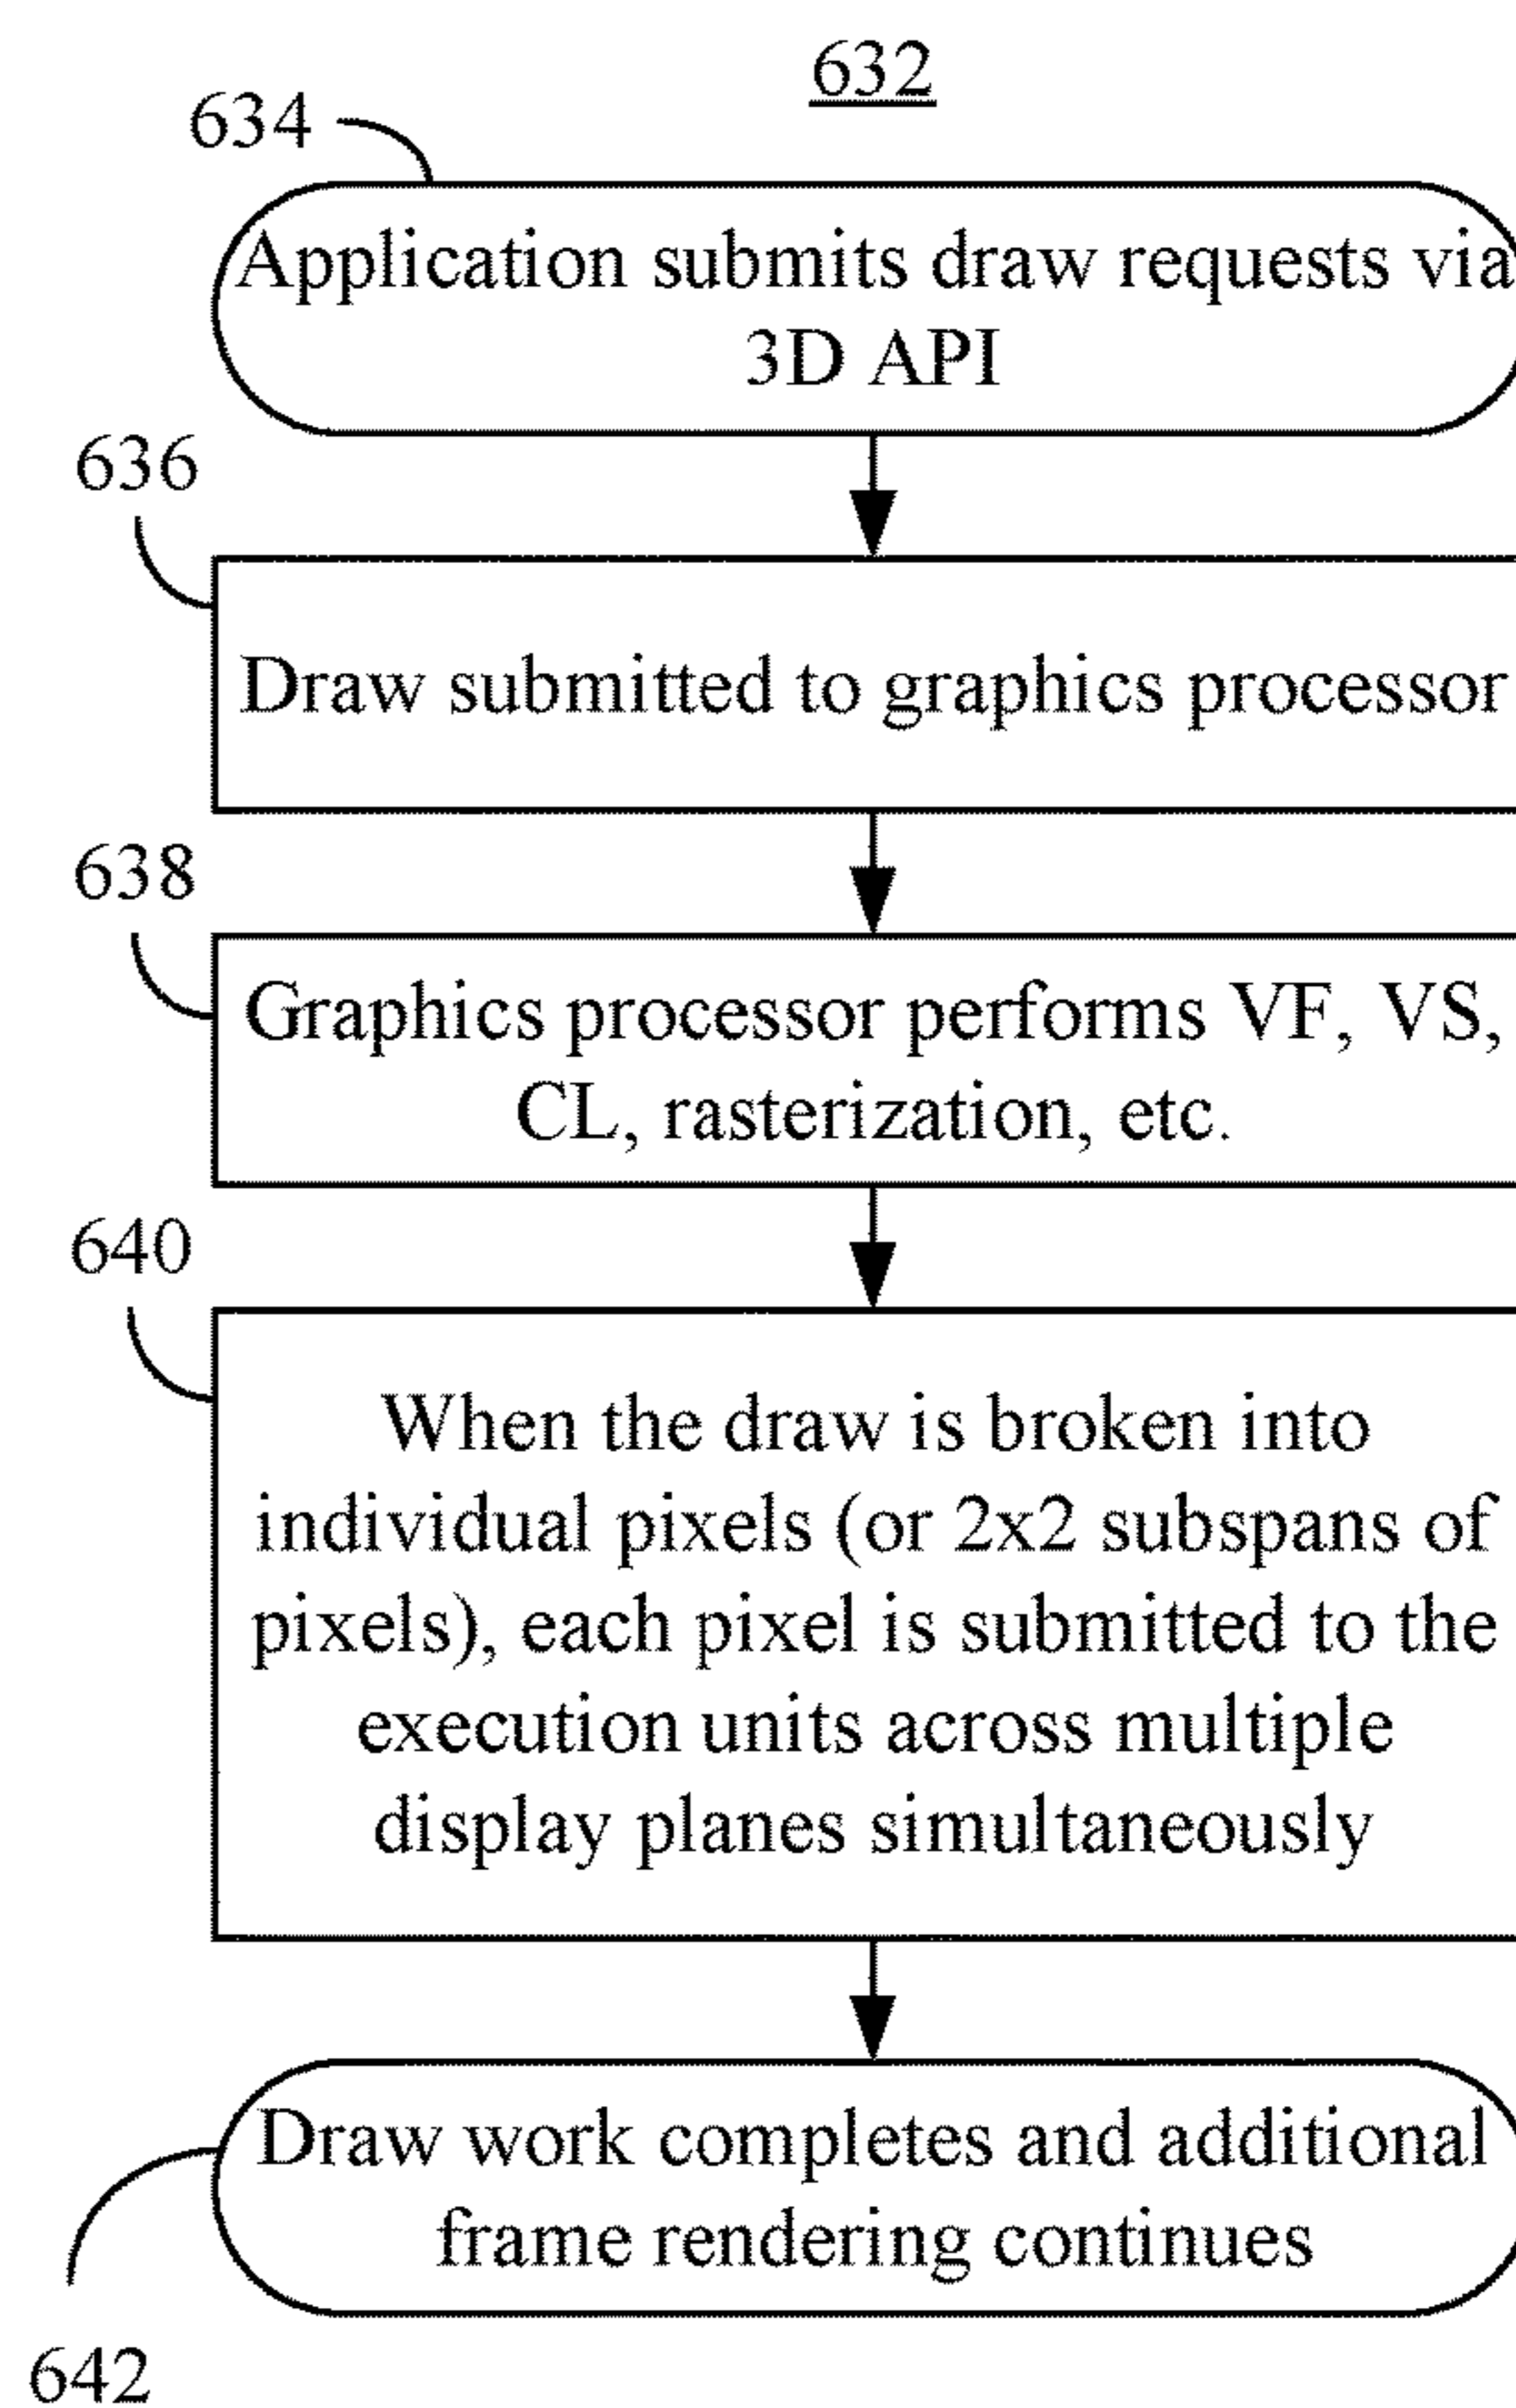 632
634
Application submits draw requests via
3D API
636
Draw submitted to graphics processor
638
Graphics processor performs VF, VS,
CL, rasterization, etc.
640
When the draw is broken into
individual pixels (or 2x2 subspans of
pixels), each pixel is submitted to the
execution units across multiple
display planes simultaneously
Draw work completes and additional
frame rendering continues
642